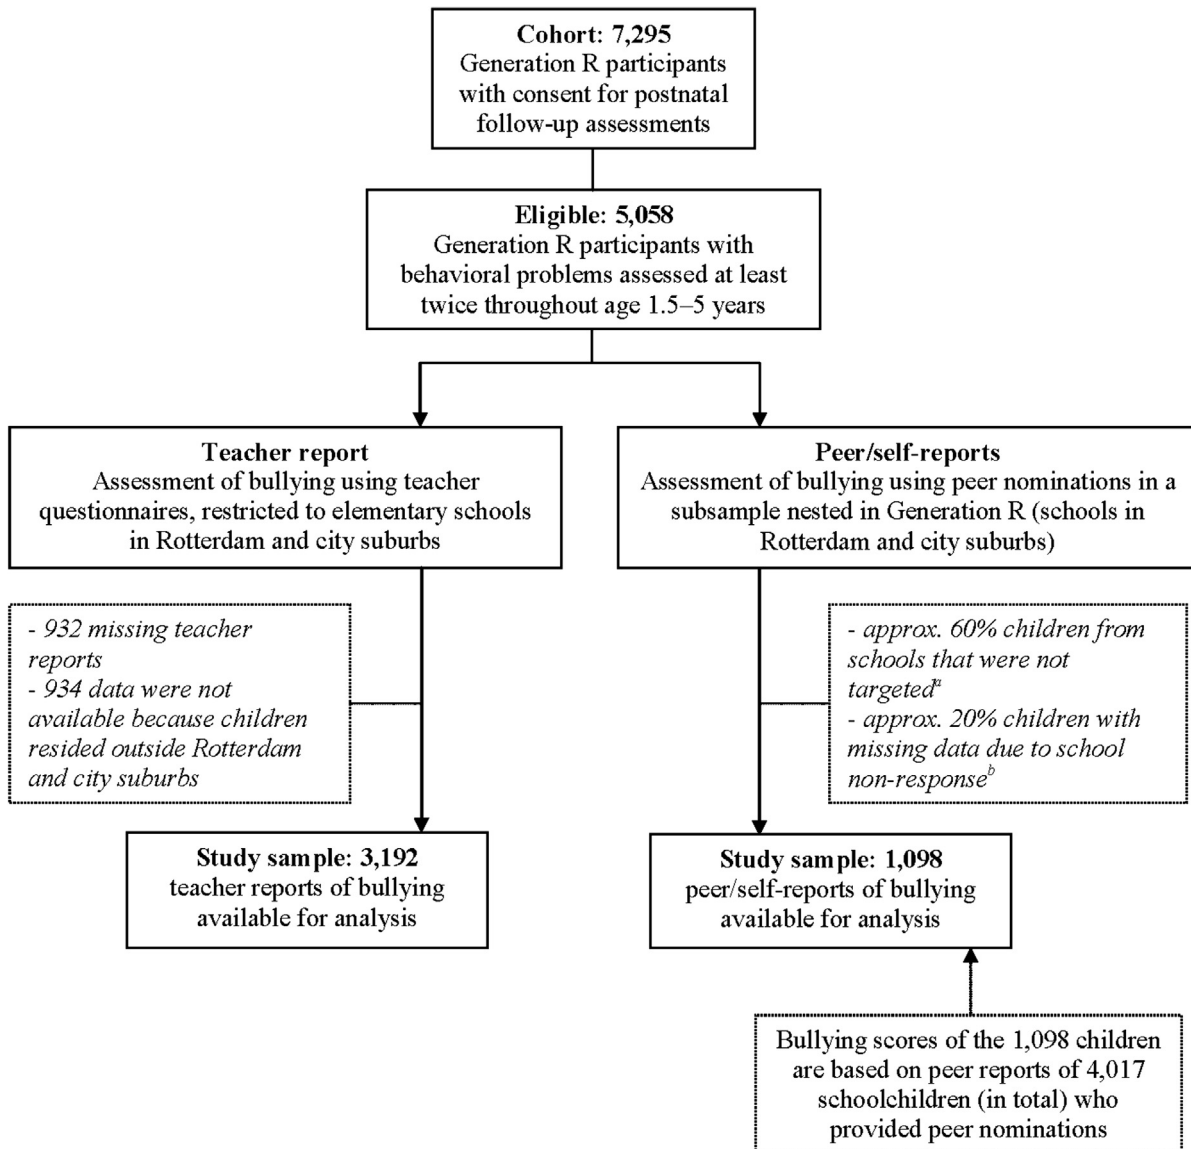 Cohort: 7,295
Generation R participants
with consent for postnatal
follow-up assessments
Eligible: 5,058
Generation R participants with
behavioral problems assessed at least
twice throughout age 1.5–5 years
Teacher report
Assessment of bullying using teacher
questionnaires, restricted to elementary schools
in Rotterdam and city suburbs
Peer/self-reports
Assessment of bullying using peer nominations in a
subsample nested in Generation R (schools in
Rotterdam and city suburbs)
- 932 missing teacher
reports
- 934 data were not
available because children
resided outside Rotterdam
and city suburbs
- approx. 60% children from
schools that were not
targeted^a
- approx. 20% children with
missing data due to school
non-response^b
Study sample: 3,192
teacher reports of bullying
available for analysis
Study sample: 1,098
peer/self-reports of bullying
available for analysis
Bullying scores of the 1,098 children
are based on peer reports of 4,017
schoolchildren (in total) who
provided peer nominations